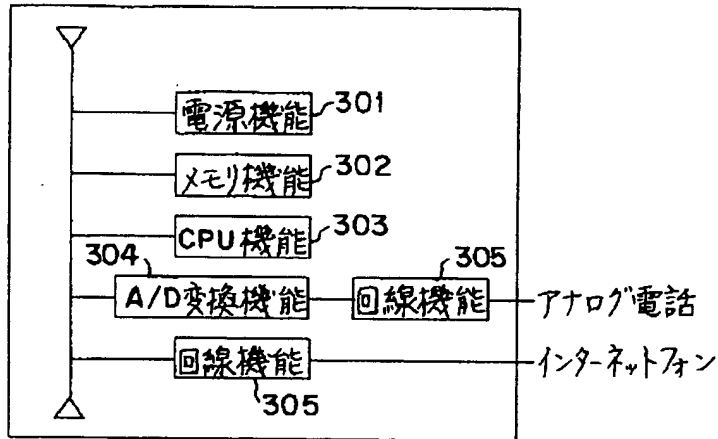 電源機能 301
メモリ機能 302
CPU機能 303
304 305
A/D変換機能 回線機能 アナログ電話
回線機能 インターネットフォン
305